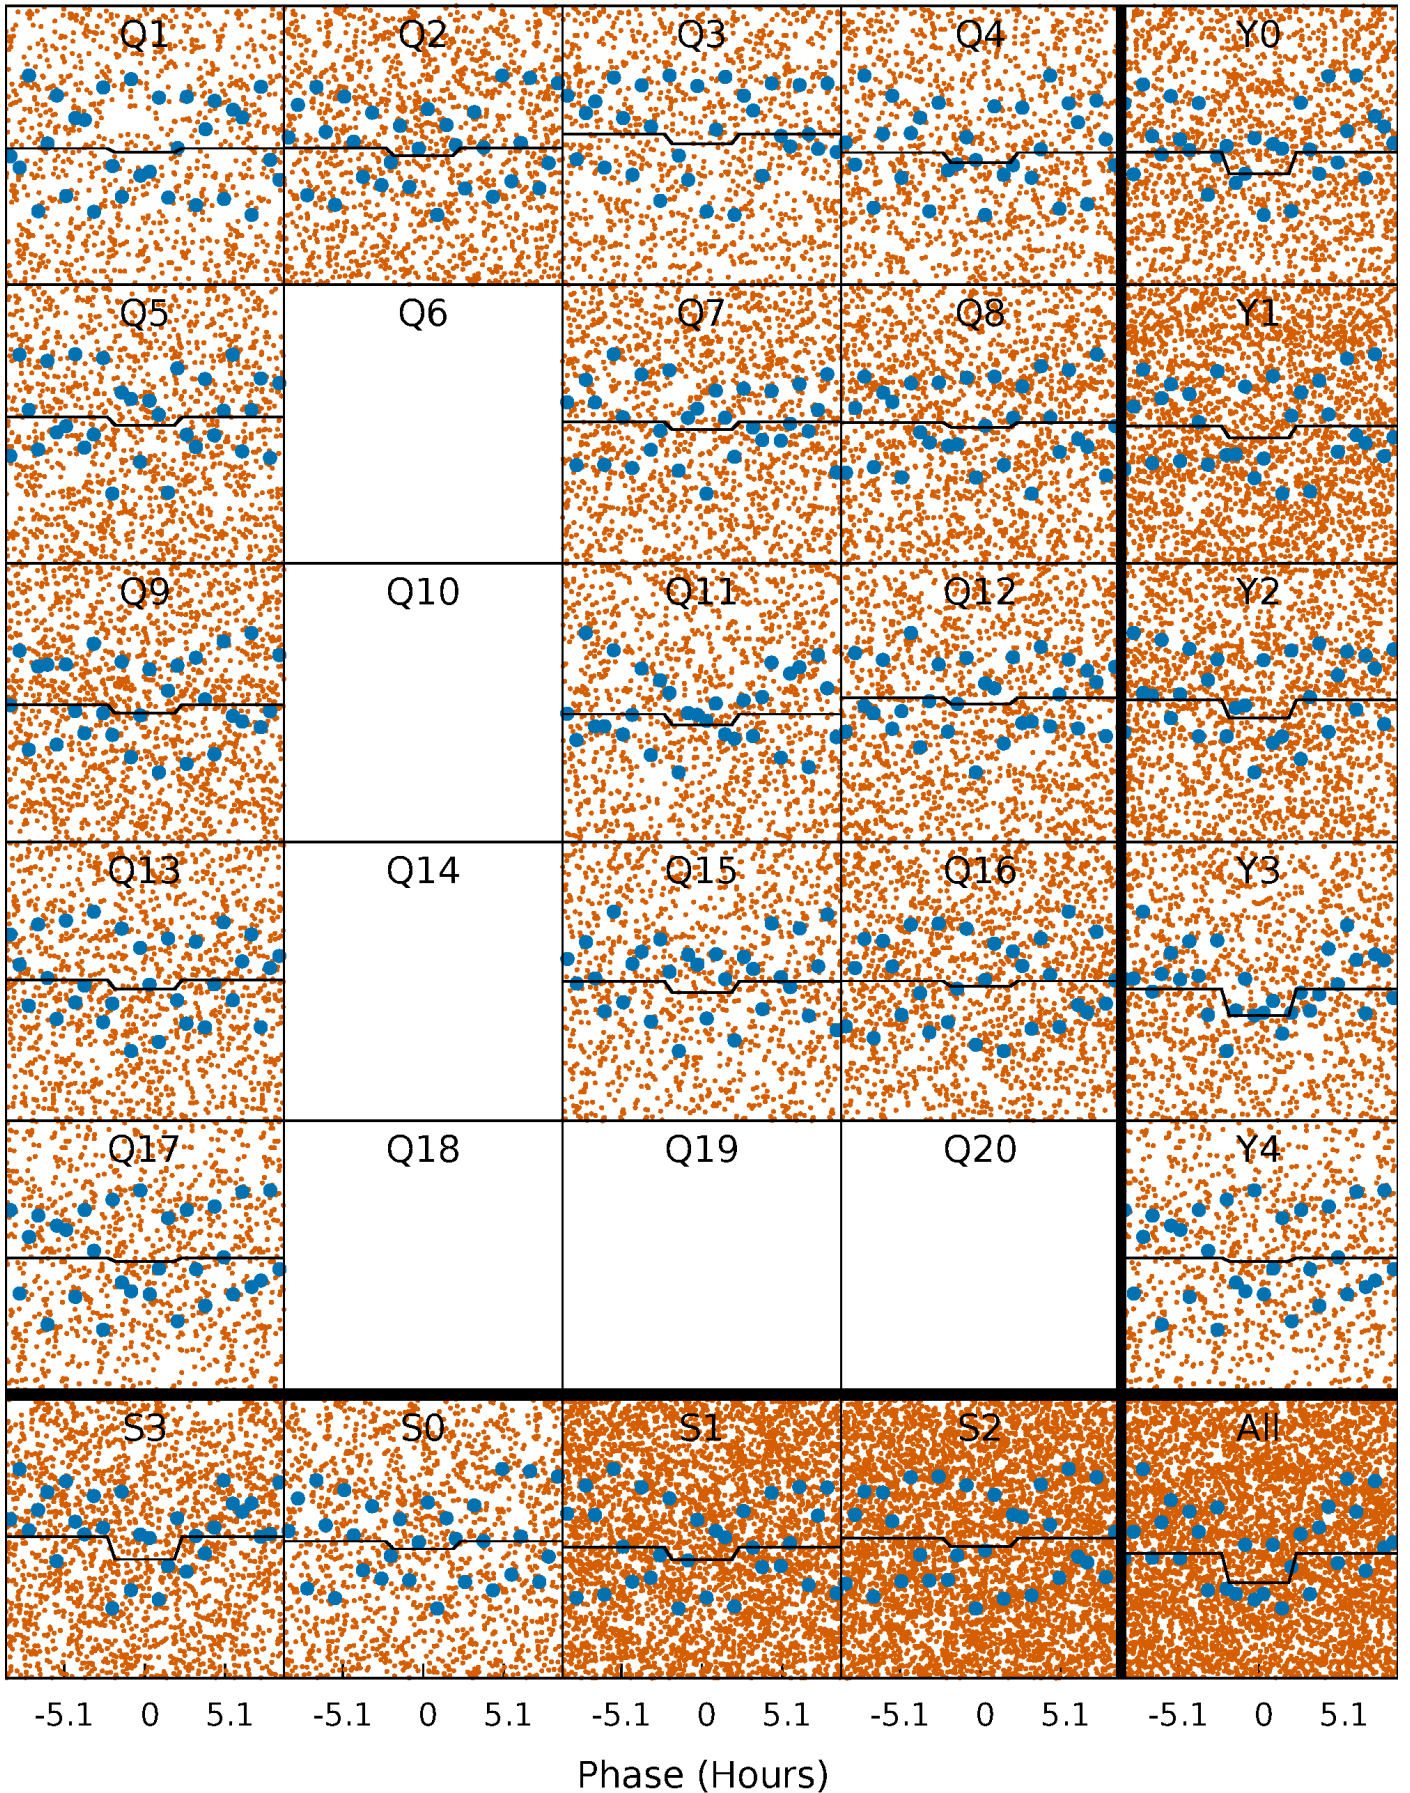 Q1 Q2 Q3 Q4 Y0
Q5 Q6 Q7 Q8 Y1
Q9 Q10 Q11 Q12 Y2
Q13 Q14 Q15 Q16 Y3
Q17 Q18 Q19 Q20 Y4
S3 S0 S1 S2 All
-5.1 0 5.1 -5.1 0 5.1 -5.1 0 5.1 -5.1 0 5.1 -5.1 0 5.1
Phase (Hours)